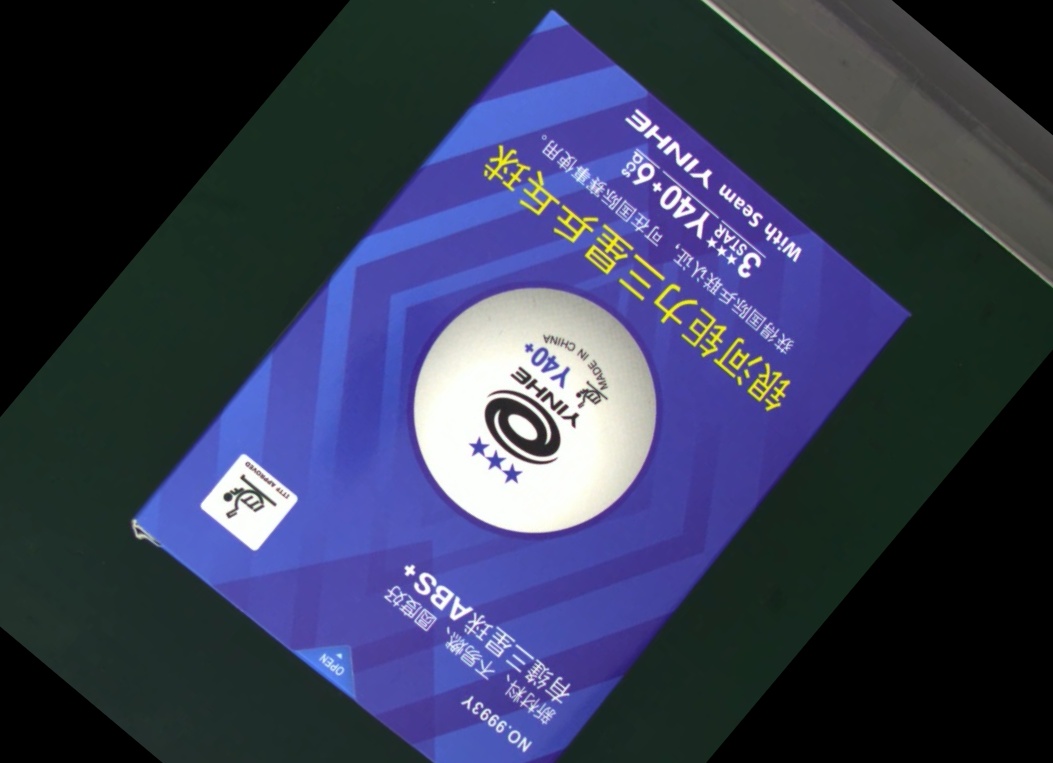 YINHE
With Seam
3 STAR Y40+ 6只
银河钜力三星乒乓球
获得国际乒联认证，可在国际赛事使用。
★★★
YINHE
Y40+
MADE IN CHINA
ITTF APPROVED
有缝三星球ABS+
新材料、不易燃、圆度好
NO.9993Y
OPEN